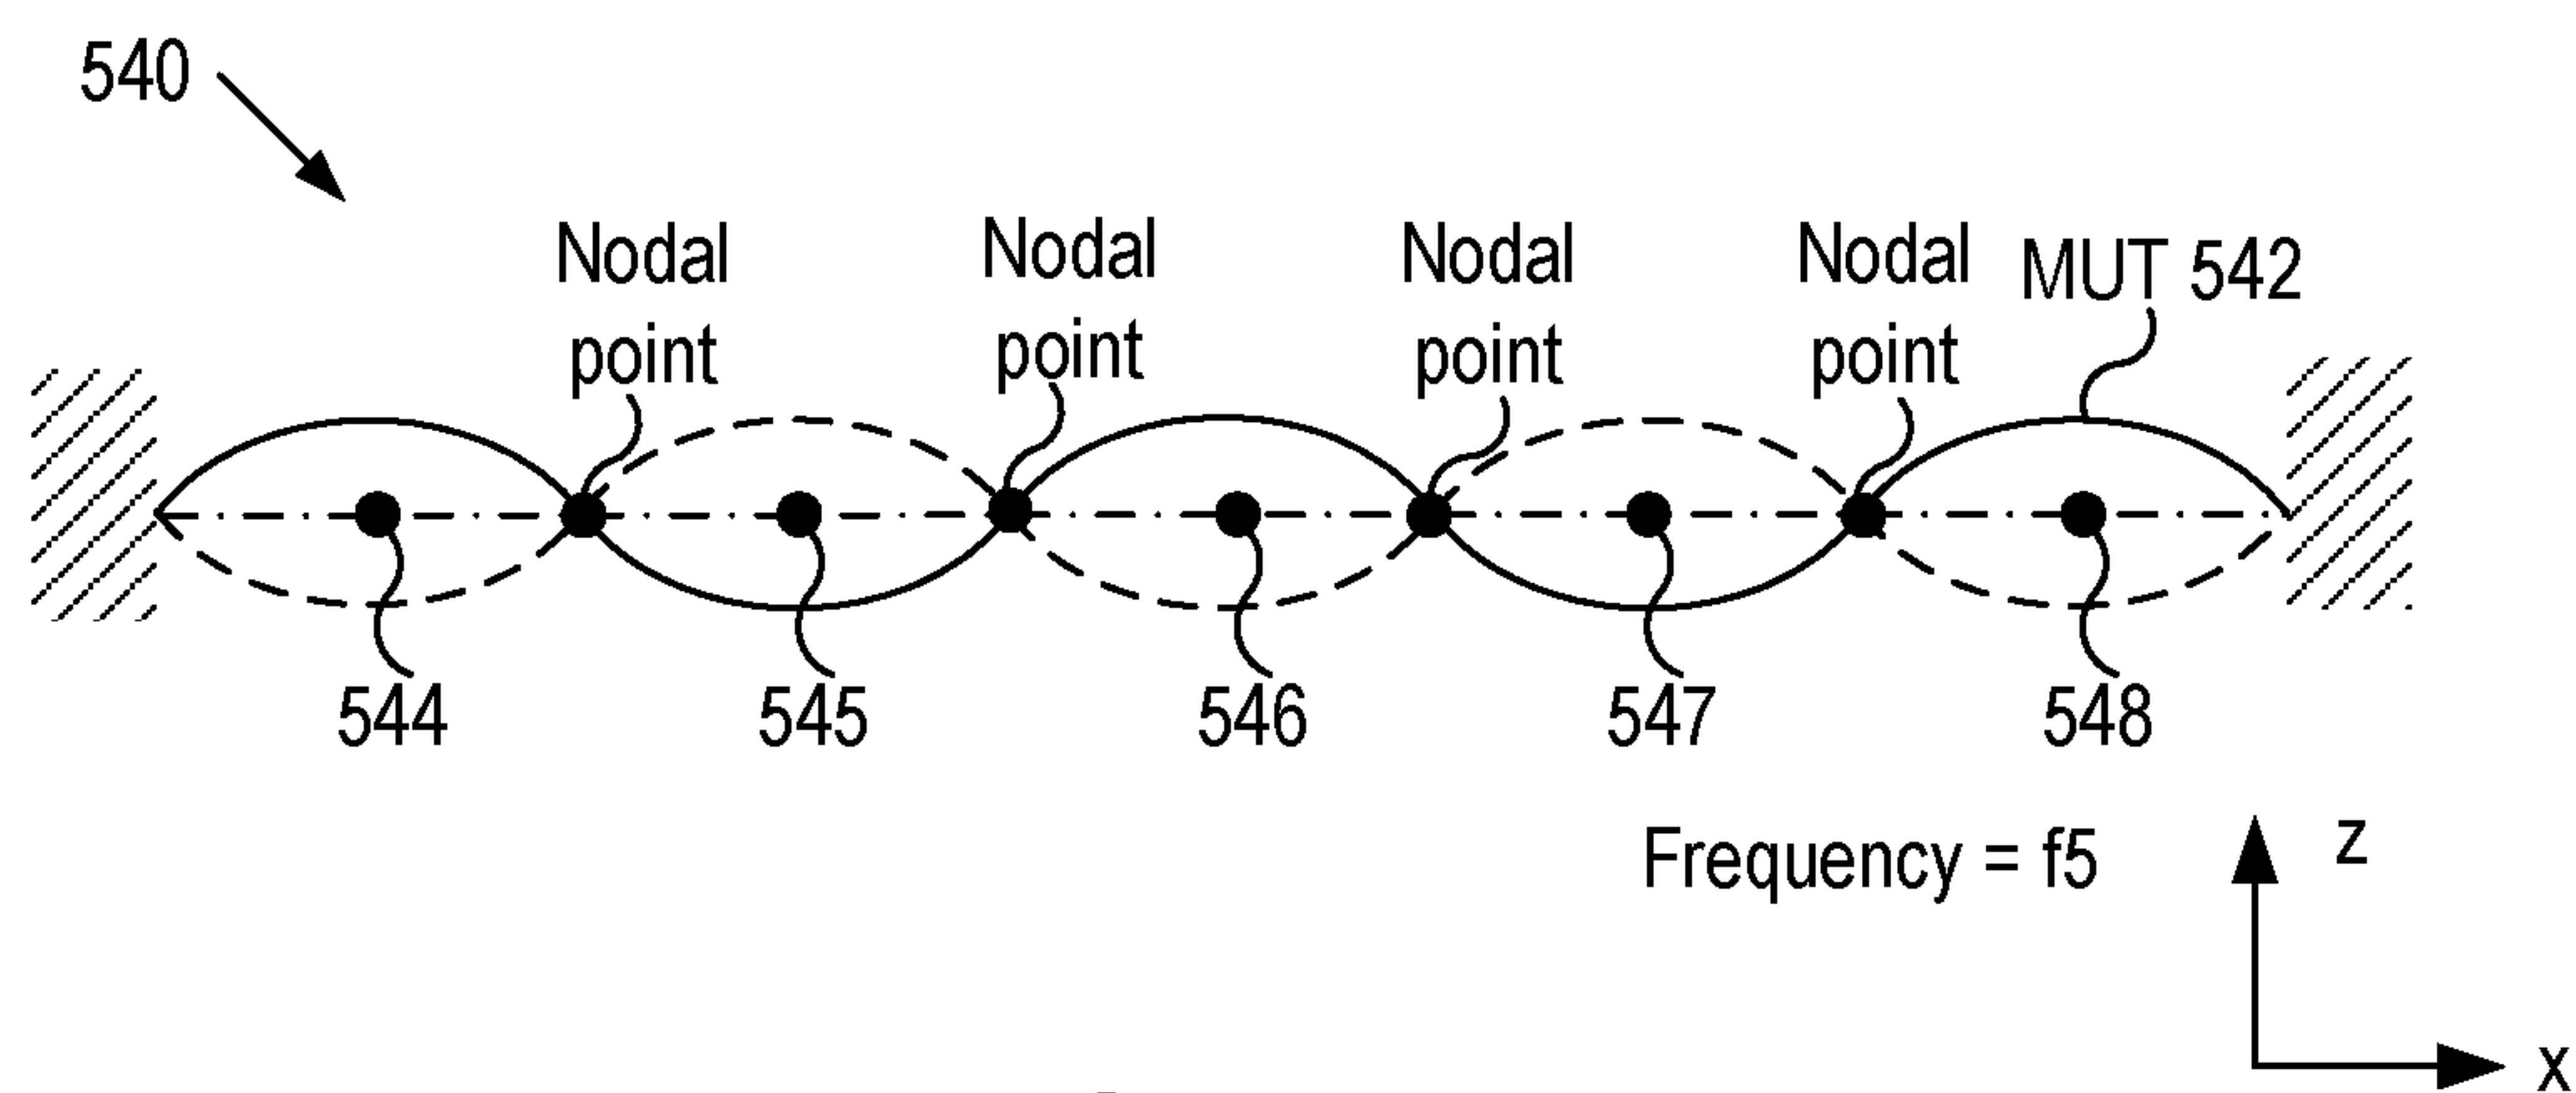 540
Nodal
point
Nodal
point
Nodal
point
Nodal
point
MUT 542
544
545
546
547
548
Frequency = f5
z
x